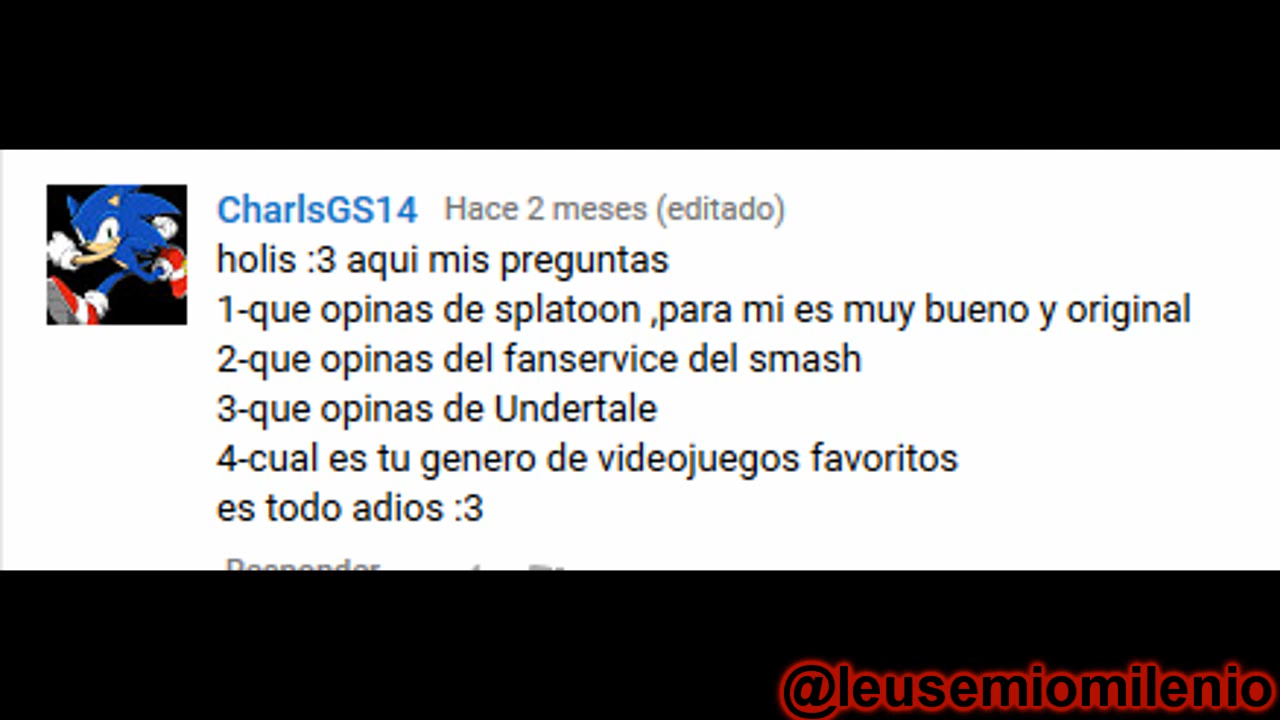 CharlsGS14 Hace 2 meses (editado)
holis :3 aqui mis preguntas
1-que opinas de splatoon ,para mi es muy bueno y original
2-que opinas del fanservice del smash
3-que opinas de Undertale
4-cual es tu genero de videojuegos favoritos
es todo adios :3
Responder
@leusemiomilenio